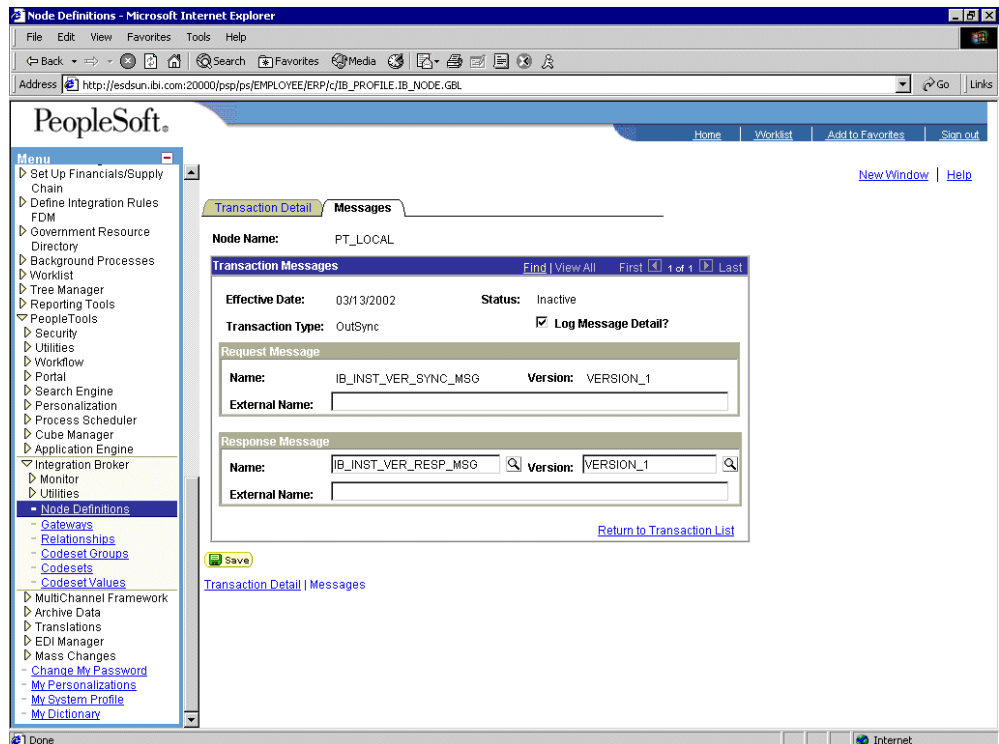 Node Definitions - Microsoft Internet Explorer
File Edit View Favorites Tools Help
Back Search Favorites Media
Address http://esdsun.ibi.com:20000/psp/ps/EMPLOYEE/ERP/c/IB_PROFILE.IB_NODE.GBL Go Links
PeopleSoft.
Home Worklist Add to Favorites Sign out
Menu
Set Up Financials/Supply
Chain
Define Integration Rules
FDM
Government Resource
Directory
Background Processes
Worklist
Tree Manager
Reporting Tools
PeopleTools
Security
Utilities
Workflow
Portal
Search Engine
Personalization
Process Scheduler
Cube Manager
Application Engine
Integration Broker
Monitor
Utilities
Node Definitions
Gateways
Relationships
Codeset Groups
Codesets
Codeset Values
MultiChannel Framework
Archive Data
Translations
EDI Manager
Mass Changes
Change My Password
My Personalizations
My System Profile
My Dictionary
New Window | Help
Transaction Detail Messages
Node Name: PT_LOCAL
Transaction Messages Find | View All First 1 of 1 Last
Effective Date: 03/13/2002 Status: Inactive
Transaction Type: OutSync Log Message Detail?
Request Message
Name: IB_INST_VER_SYNC_MSG Version: VERSION_1
External Name:
Response Message
Name: IB_INST_VER_RESP_MSG Version: VERSION_1
External Name:
Return to Transaction List
Save
Transaction Detail | Messages
Done Internet